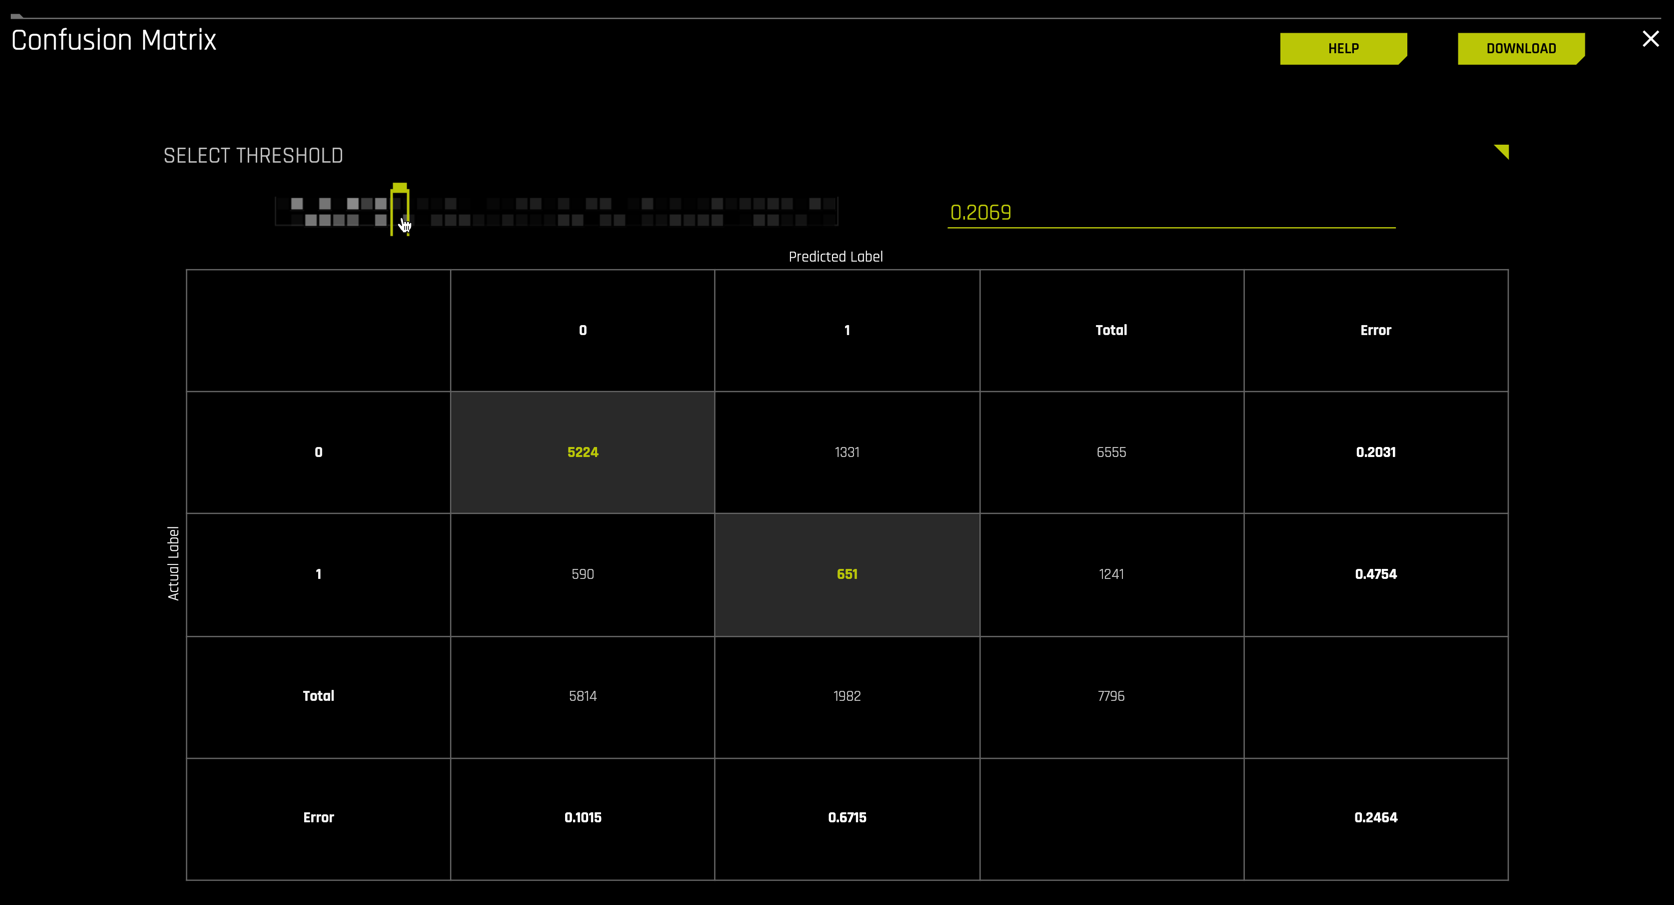 Confusion Matrix
HELP
DOWNLOAD
SELECT THRESHOLD
0.2069
Predicted Label
0 1 Total Error
0 5224 1331 6555 0.2031
Actual Label
1 590 651 1241 0.4754
Total 5814 1982 7796
Error 0.1015 0.6715 0.2464